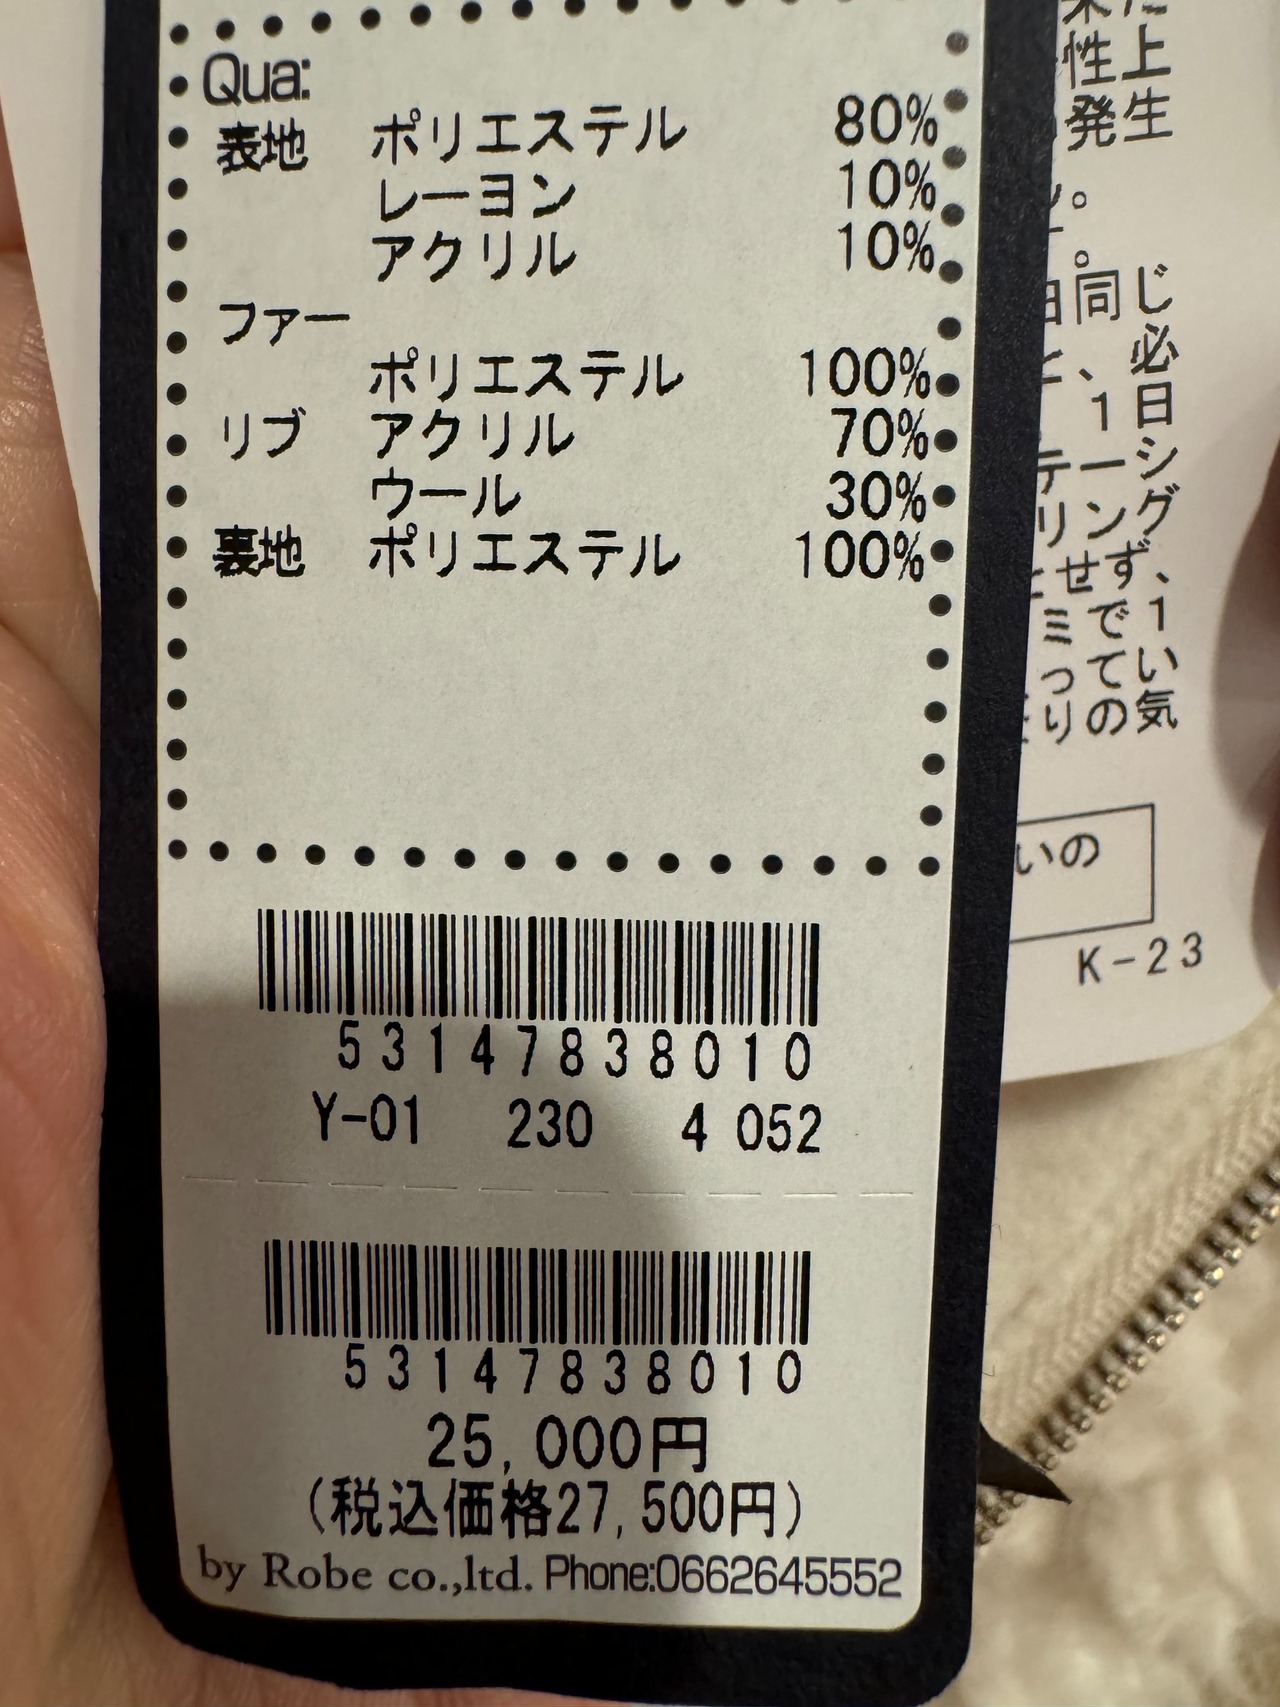 Qua:
表地 ポリエステル 80%
レーヨン 10%
アクリル 10%
ファー
ポリエステル 100%
リブ アクリル 70%
ウール 30%
裏地 ポリエステル 100%
53147838010
Y-01 230 4 052
53147838010
25,000円
(税込価格27,500円)
by Robe co.,ltd. Phone:0662645552
性上
発生
。
。
同じ
、必
1日
テーシ
リング
せず、
ミで1
ってい
りの気
いの
K-23